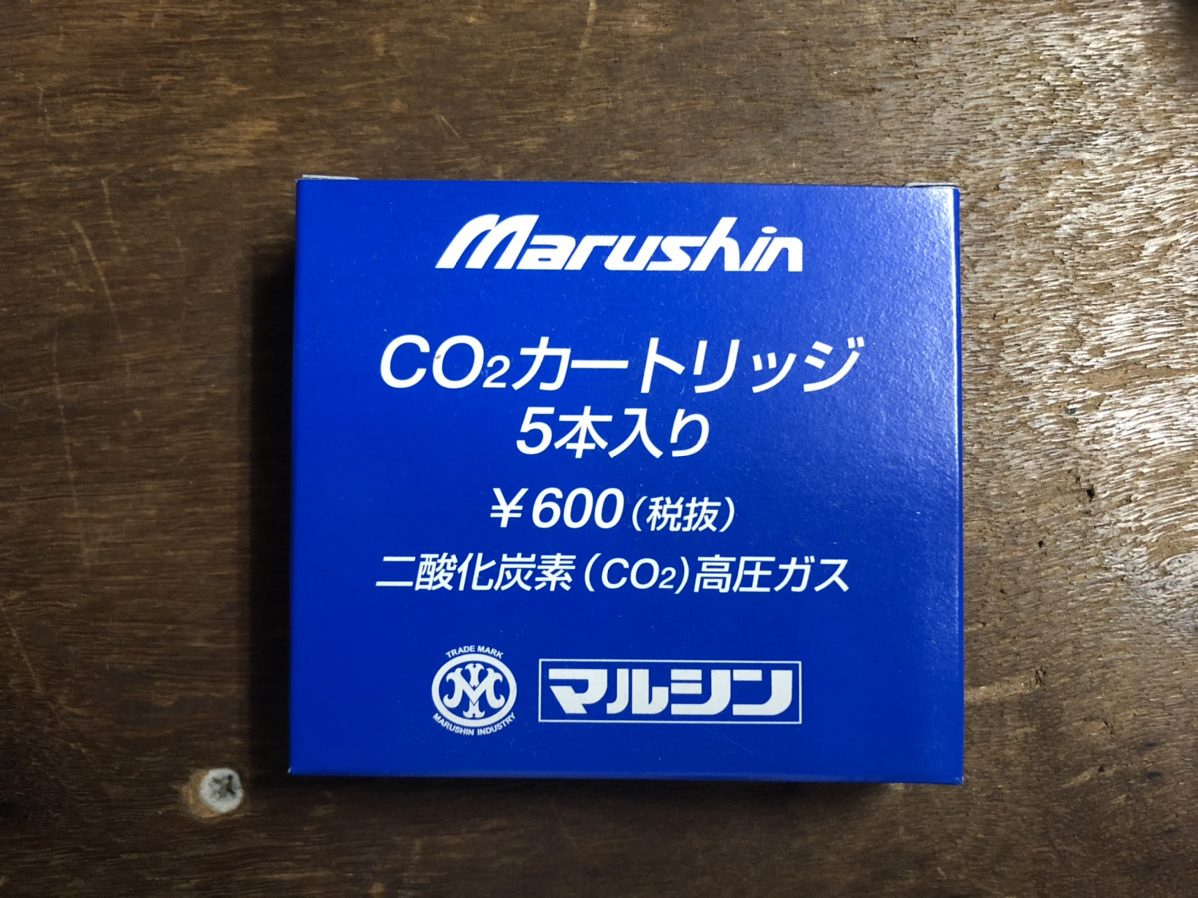 Marushin
CO₂カートリッジ
5本入り
￥600（税抜）
二酸化炭素（CO₂）高圧ガス
TRADE MARK
M
MARUSHIN INDUSTRY
マルシン